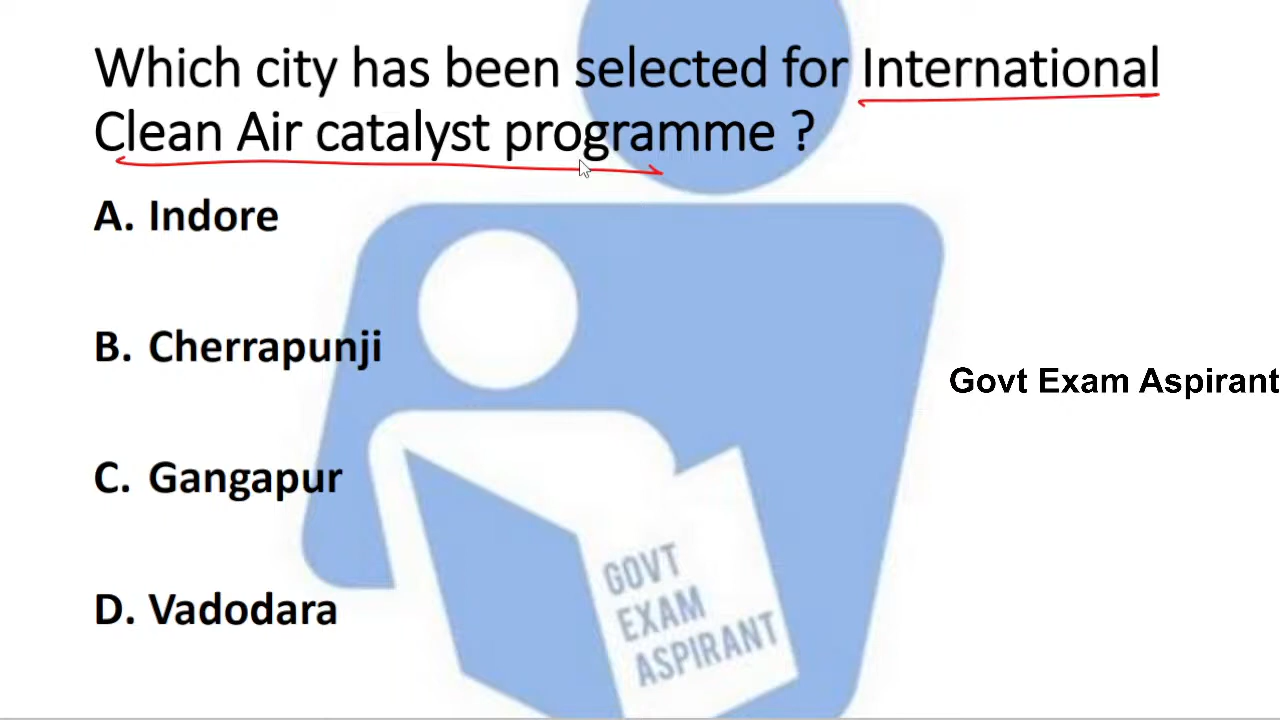 Which city has been selected for International
Clean Air catalyst programme ?
A. Indore
B. Cherrapunji
Govt Exam Aspirant
C. Gangapur
D. Vadodara
GOVT
EXAM
ASPIRANT